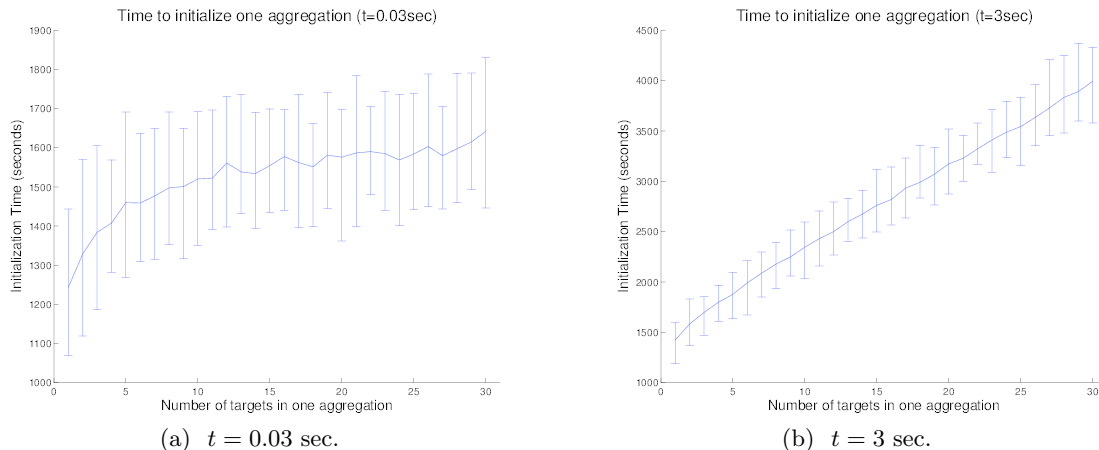 Time to initialize one aggregation (t=0.03sec)
1900
1800
1700
1600
1500
1400
1300
1200
1100
1000
Initialization Time (seconds)
0 5 10 15 20 25 30
Number of targets in one aggregation
(a) t = 0.03 sec.
Time to initialize one aggregation (t=3sec)
4500
4000
3500
3000
2500
2000
1500
1000
Initialization Time (seconds)
0 5 10 15 20 25 30
Number of targets in one aggregation
(b) t = 3 sec.